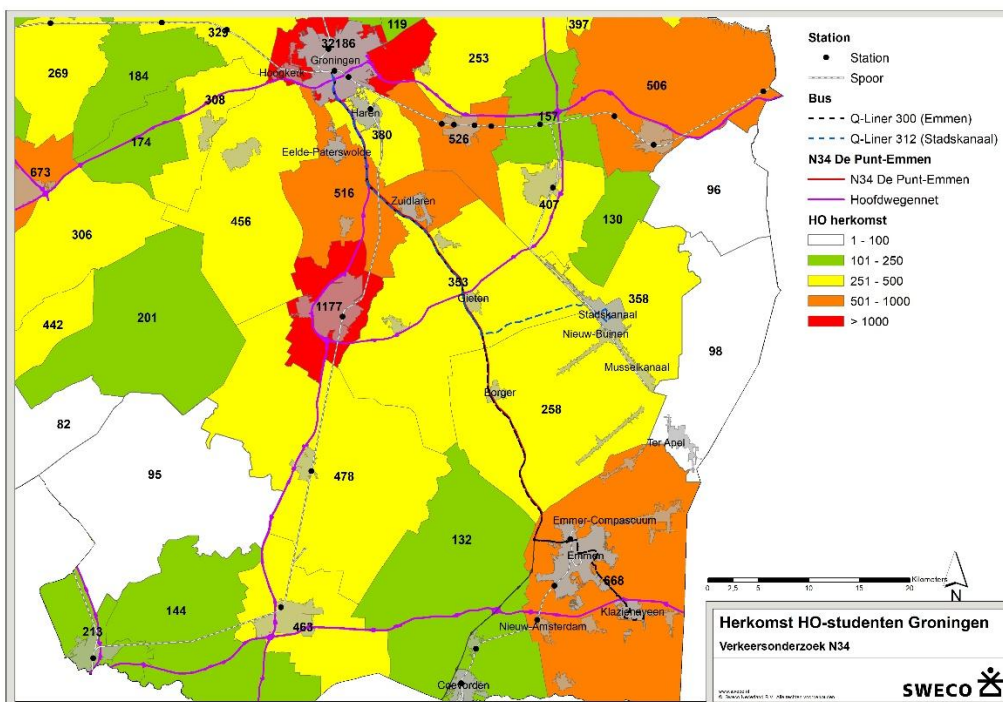 119
397
329
32186
Groningen
253
269
184
Hoogkerk
506
308
Haren
157
174
380
526
Eelde-Paterswolde
673
96
516
Zuidlaren
407
130
456
306
353
Gieten
358
1177
Stadskanaal
442
201
Nieuw-Buinen
98
Musselkanaal
Borger
258
82
Ter Apel
95
478
Emmer-Compascuum
132
Emmen
668
144
Klazienaveen
213
463
Nieuw-Amsterdam
Coevorden
Station
Station
Spoor
Bus
Q-Liner 300 (Emmen)
Q-Liner 312 (Stadskanaal)
N34 De Punt-Emmen
N34 De Punt-Emmen
Hoofdwegennet
HO herkomst
1 - 100
101 - 250
251 - 500
501 - 1000
> 1000
Kilometers
0 2,5 5 10 15 20
N
Herkomst HO-studenten Groningen
Verkeersonderzoek N34
SWECO